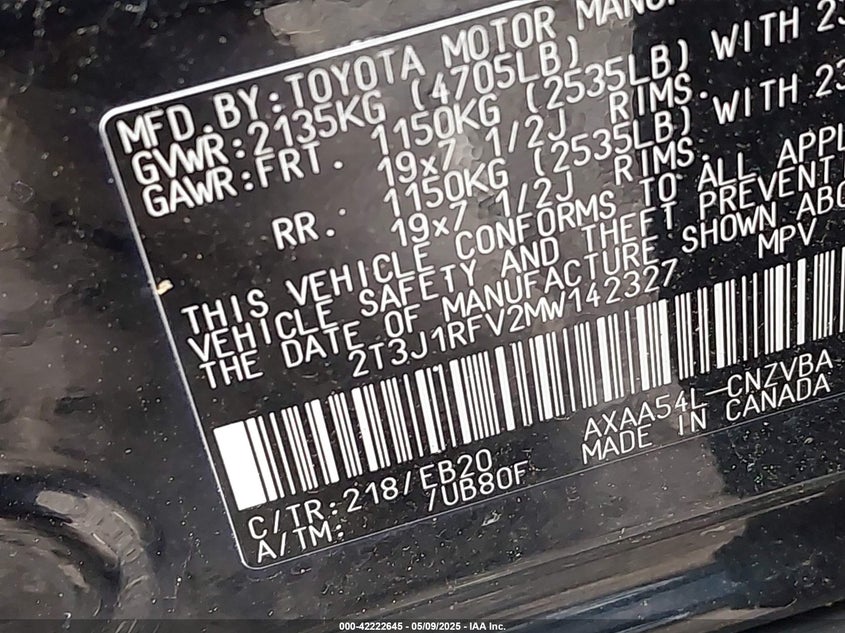 MFD.BY:TOYOTA MOTOR MANU
GVWR:2135KG (4705LB)
GAWR:FRT. 1150KG (2535LB) WITH 23
19x7 1/2J RIMS.
RR. 1150KG (2535LB) WITH 23
19x7 1/2J RIMS.
THIS VEHICLE CONFORMS TO ALL APPL
VEHICLE SAFETY AND THEFT PREVENT
THE DATE OF MANUFACTURE SHOWN ABO
2T3J1RFV2MW142327 MPV
C/TR:218/EB20 AXAA54L-CNZVBA
A/TM: /UB80F MADE IN CANADA
000-42222645 - 05/09/2025 - IAA Inc.